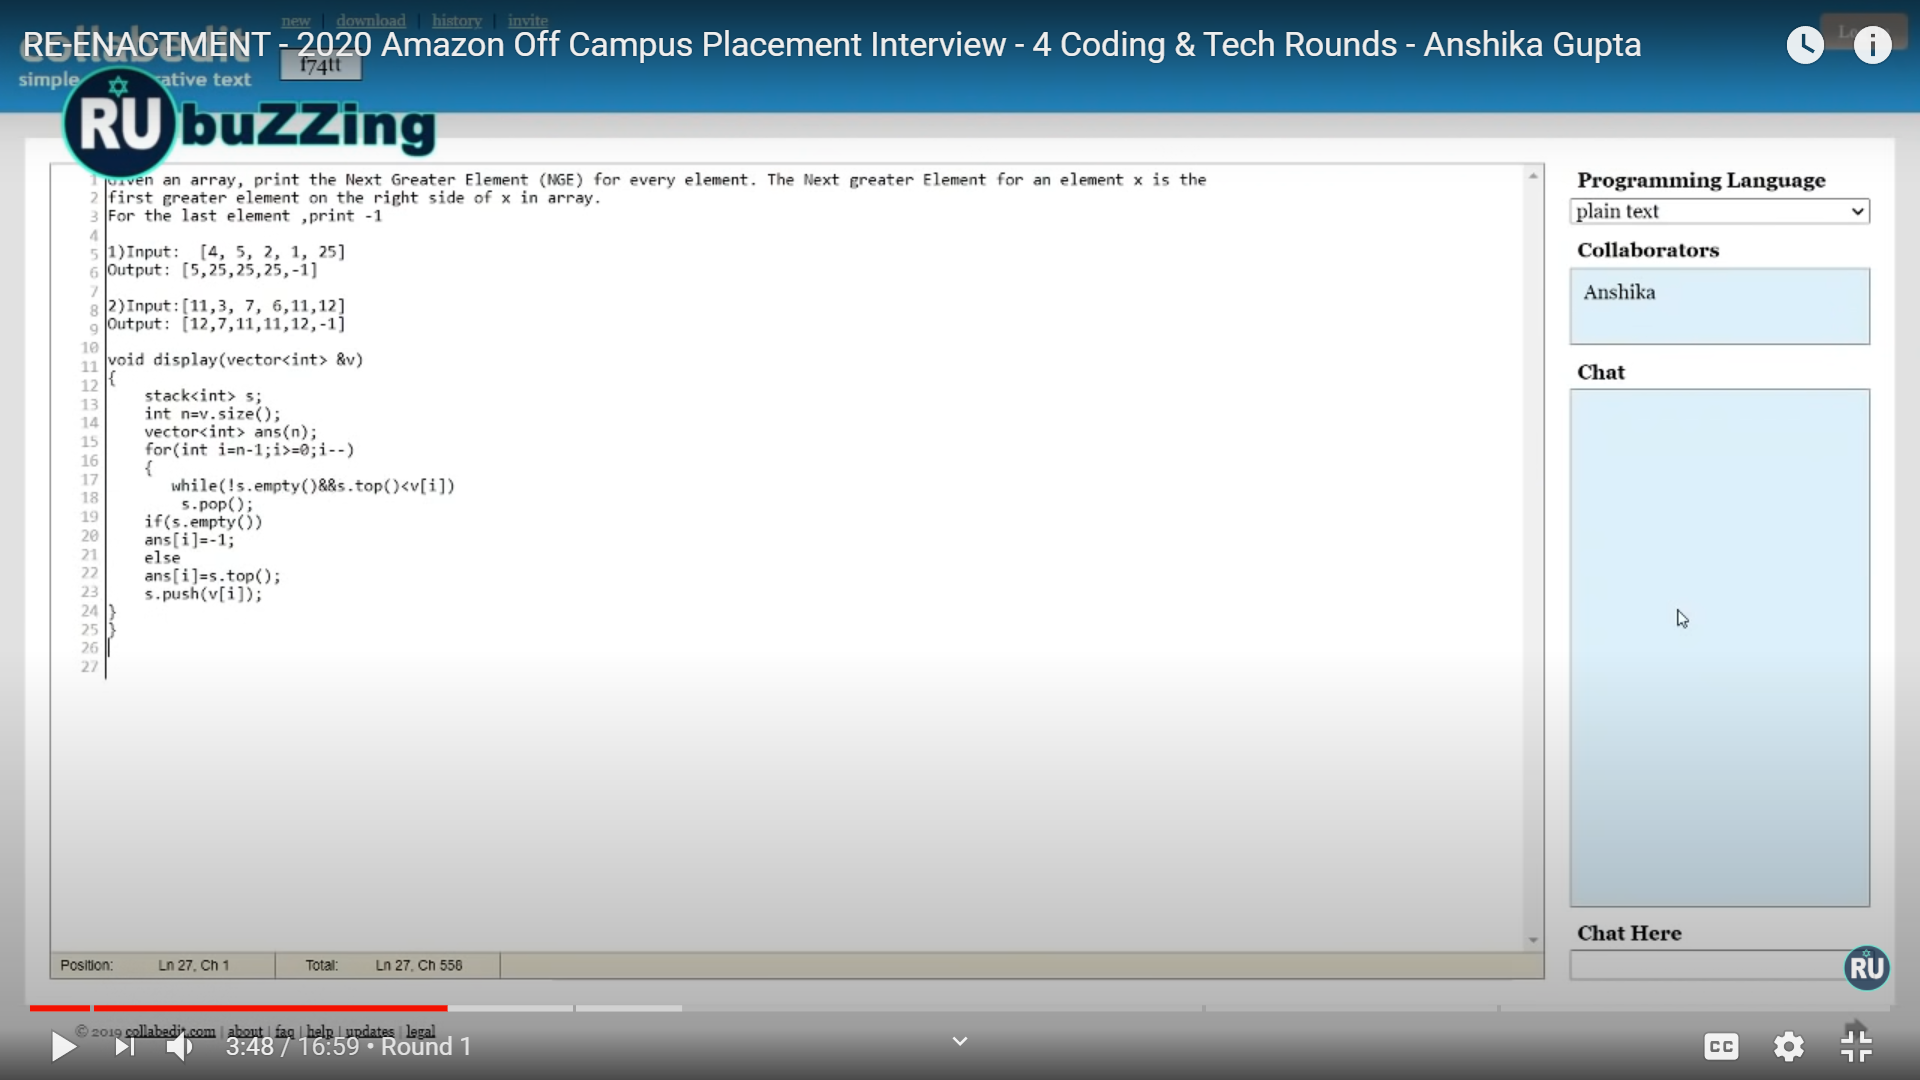 new | download | history | invite
collabedit
RE-ENACTMENT - 2020 Amazon Off Campus Placement Interview - 4 Coding & Tech Rounds - Anshika Gupta
f74tt
simple ative text
RU buZZing
1 Given an array, print the Next Greater Element (NGE) for every element. The Next greater Element for an element x is the
2 first greater element on the right side of x in array.
3 For the last element ,print -1
4
5 1)Input:  [4, 5, 2, 1, 25]
6 Output: [5,25,25,25,-1]
7
8 2)Input:[11,3, 7, 6,11,12]
9 Output: [12,7,11,11,12,-1]
10
11 void display(vector<int> &v)
12 {
13     stack<int> s;
14     int n=v.size();
15     vector<int> ans(n);
16     for(int i=n-1;i>=0;i--)
17     {
18        while(!s.empty()&&s.top()<v[i])
19         s.pop();
20     if(s.empty())
21     ans[i]=-1;
22     else
23     ans[i]=s.top();
24     s.push(v[i]);
25 }
26 }
27
Programming Language
plain text
Collaborators
Anshika
Chat
Chat Here
RU
Position: Ln 27, Ch 1 Total: Ln 27, Ch 556
© 2019 collabedit.com | about | faq | help | updates | legal
3:48 / 16:59 • Round 1
CC